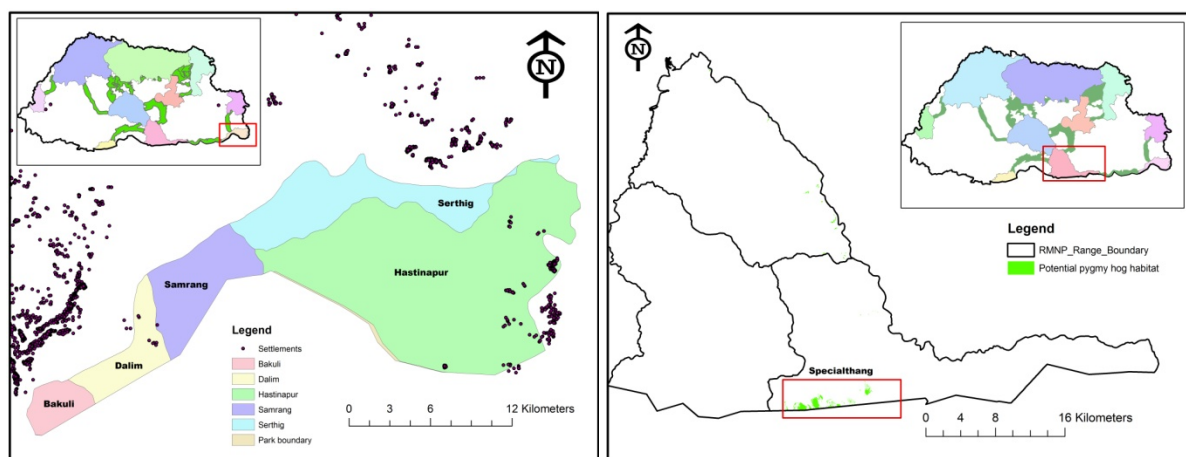 N
Serthig
Hastinapur
Samrang
Dalim
Bakuli
Legend
Settlements
Bakuli
Dalim
Hastinapur
Samrang
Serthig
Park boundary
0 3 6 12 Kilometers
N
Legend
RMNP_Range_Boundary
Potential pygmy hog habitat
Specialthang
0 4 8 16 Kilometers